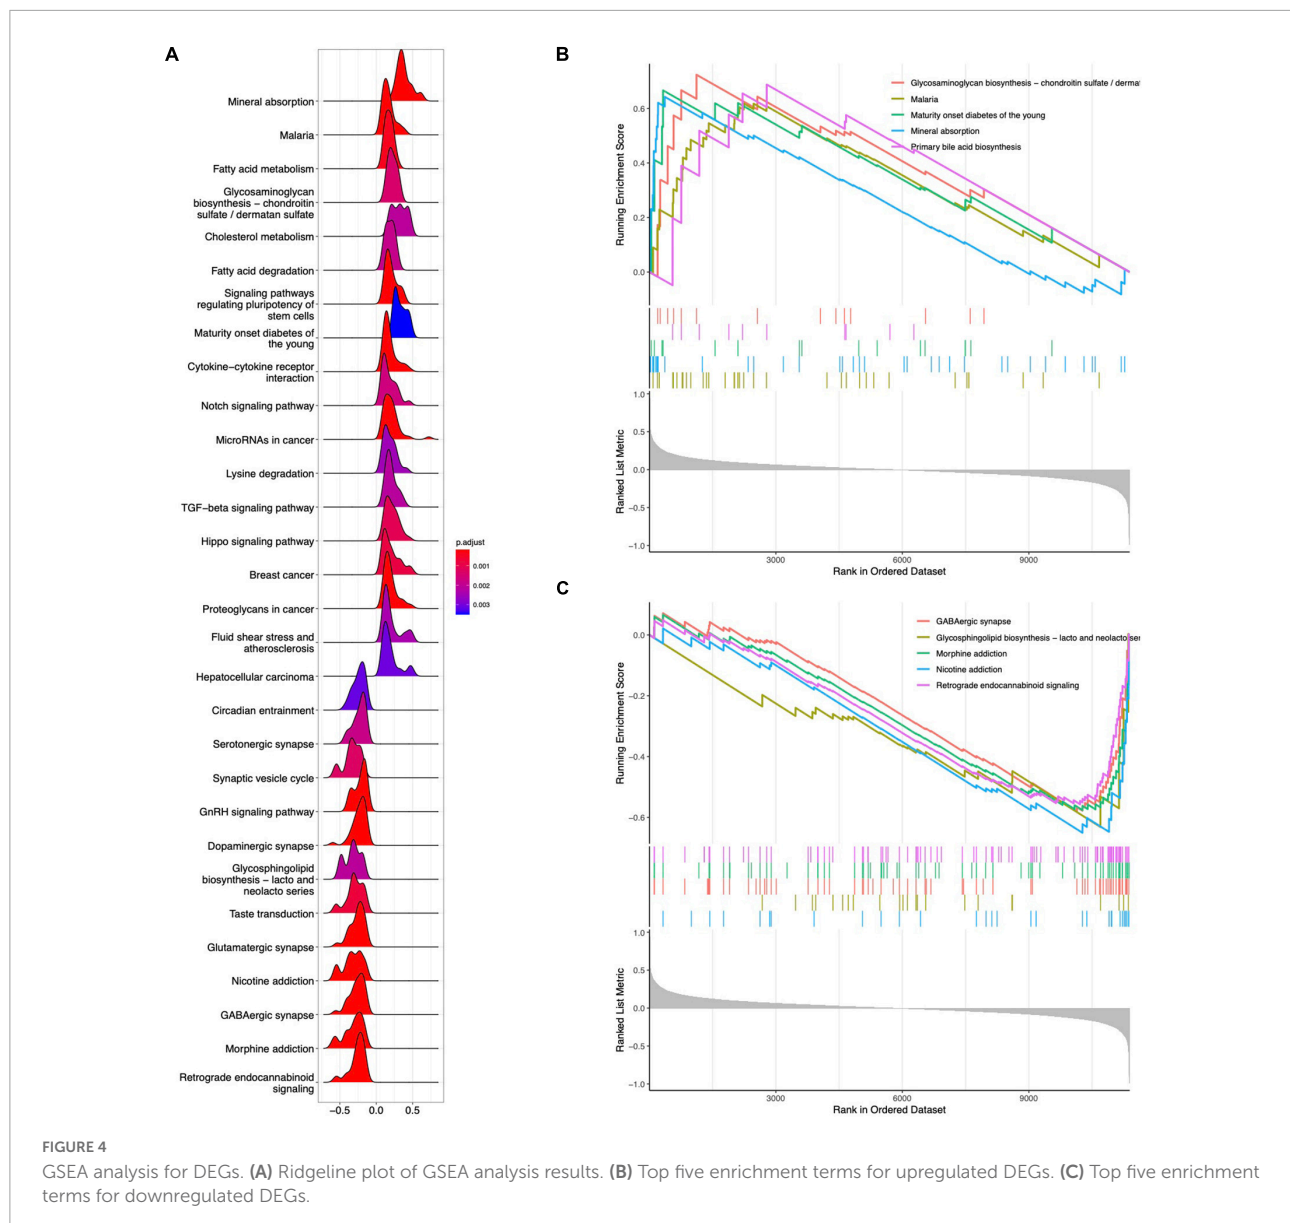 A
Mineral absorption
Malaria
Fatty acid metabolism
Glycosaminoglycan
biosynthesis − chondroitin
sulfate / dermatan sulfate
Cholesterol metabolism
Fatty acid degradation
Signaling pathways
regulating pluripotency of
stem cells
Maturity onset diabetes of
the young
Cytokine−cytokine receptor
interaction
Notch signaling pathway
MicroRNAs in cancer
Lysine degradation
TGF−beta signaling pathway
Hippo signaling pathway
Breast cancer
Proteoglycans in cancer
Fluid shear stress and
atherosclerosis
Hepatocellular carcinoma
Circadian entrainment
Serotonergic synapse
Synaptic vesicle cycle
GnRH signaling pathway
Dopaminergic synapse
Glycosphingolipid
biosynthesis − lacto and
neolacto series
Taste transduction
Glutamatergic synapse
Nicotine addiction
GABAergic synapse
Morphine addiction
Retrograde endocannabinoid
signaling
−0.5 0.0 0.5
p.adjust
0.001
0.002
0.003
B
Running Enrichment Score
0.6
0.4
0.2
0.0
Glycosaminoglycan biosynthesis − chondroitin sulfate / dermat
Malaria
Maturity onset diabetes of the young
Mineral absorption
Primary bile acid biosynthesis
Ranked List Metric
1.0
0.5
0.0
−0.5
−1.0
3000 6000 9000
Rank in Ordered Dataset
C
Running Enrichment Score
0.0
−0.2
−0.4
−0.6
GABAergic synapse
Glycosphingolipid biosynthesis − lacto and neolacto ser
Morphine addiction
Nicotine addiction
Retrograde endocannabinoid signaling
Ranked List Metric
1.0
0.5
0.0
−0.5
−1.0
3000 6000 9000
Rank in Ordered Dataset
FIGURE 4
GSEA analysis for DEGs. (A) Ridgeline plot of GSEA analysis results. (B) Top five enrichment terms for upregulated DEGs. (C) Top five enrichment
terms for downregulated DEGs.